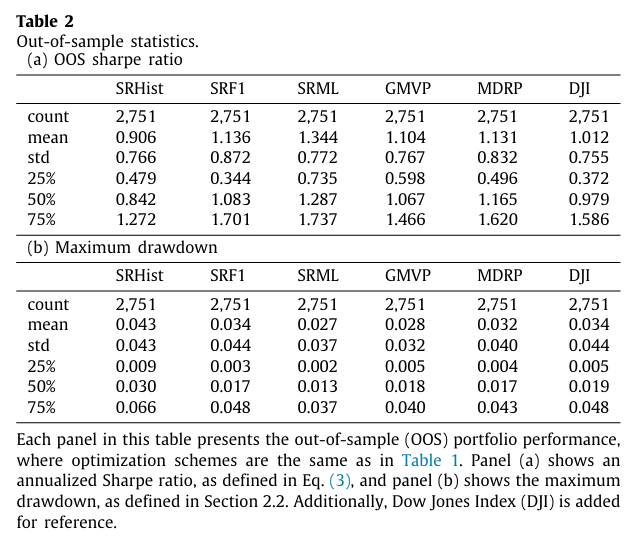 Table 2
Out-of-sample statistics.
(a) OOS sharpe ratio
SRHist SRF1 SRML GMVP MDRP DJI
count 2,751 2,751 2,751 2,751 2,751 2,751
mean 0.906 1.136 1.344 1.104 1.131 1.012
std 0.766 0.872 0.772 0.767 0.832 0.755
25% 0.479 0.344 0.735 0.598 0.496 0.372
50% 0.842 1.083 1.287 1.067 1.165 0.979
75% 1.272 1.701 1.737 1.466 1.620 1.586
(b) Maximum drawdown
SRHist SRF1 SRML GMVP MDRP DJI
count 2,751 2,751 2,751 2,751 2,751 2,751
mean 0.043 0.034 0.027 0.028 0.032 0.034
std 0.043 0.044 0.037 0.032 0.040 0.044
25% 0.009 0.003 0.002 0.005 0.004 0.005
50% 0.030 0.017 0.013 0.018 0.017 0.019
75% 0.066 0.048 0.037 0.040 0.043 0.048
Each panel in this table presents the out-of-sample (OOS) portfolio performance,
where optimization schemes are the same as in Table 1. Panel (a) shows an
annualized Sharpe ratio, as defined in Eq. (3), and panel (b) shows the maximum
drawdown, as defined in Section 2.2. Additionally, Dow Jones Index (DJI) is added
for reference.